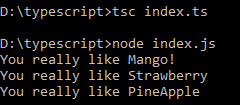 D:\typescript>tsc index.ts
D:\typescript>node index.js
You really like Mango!
You really like Strawberry
You really like PineApple